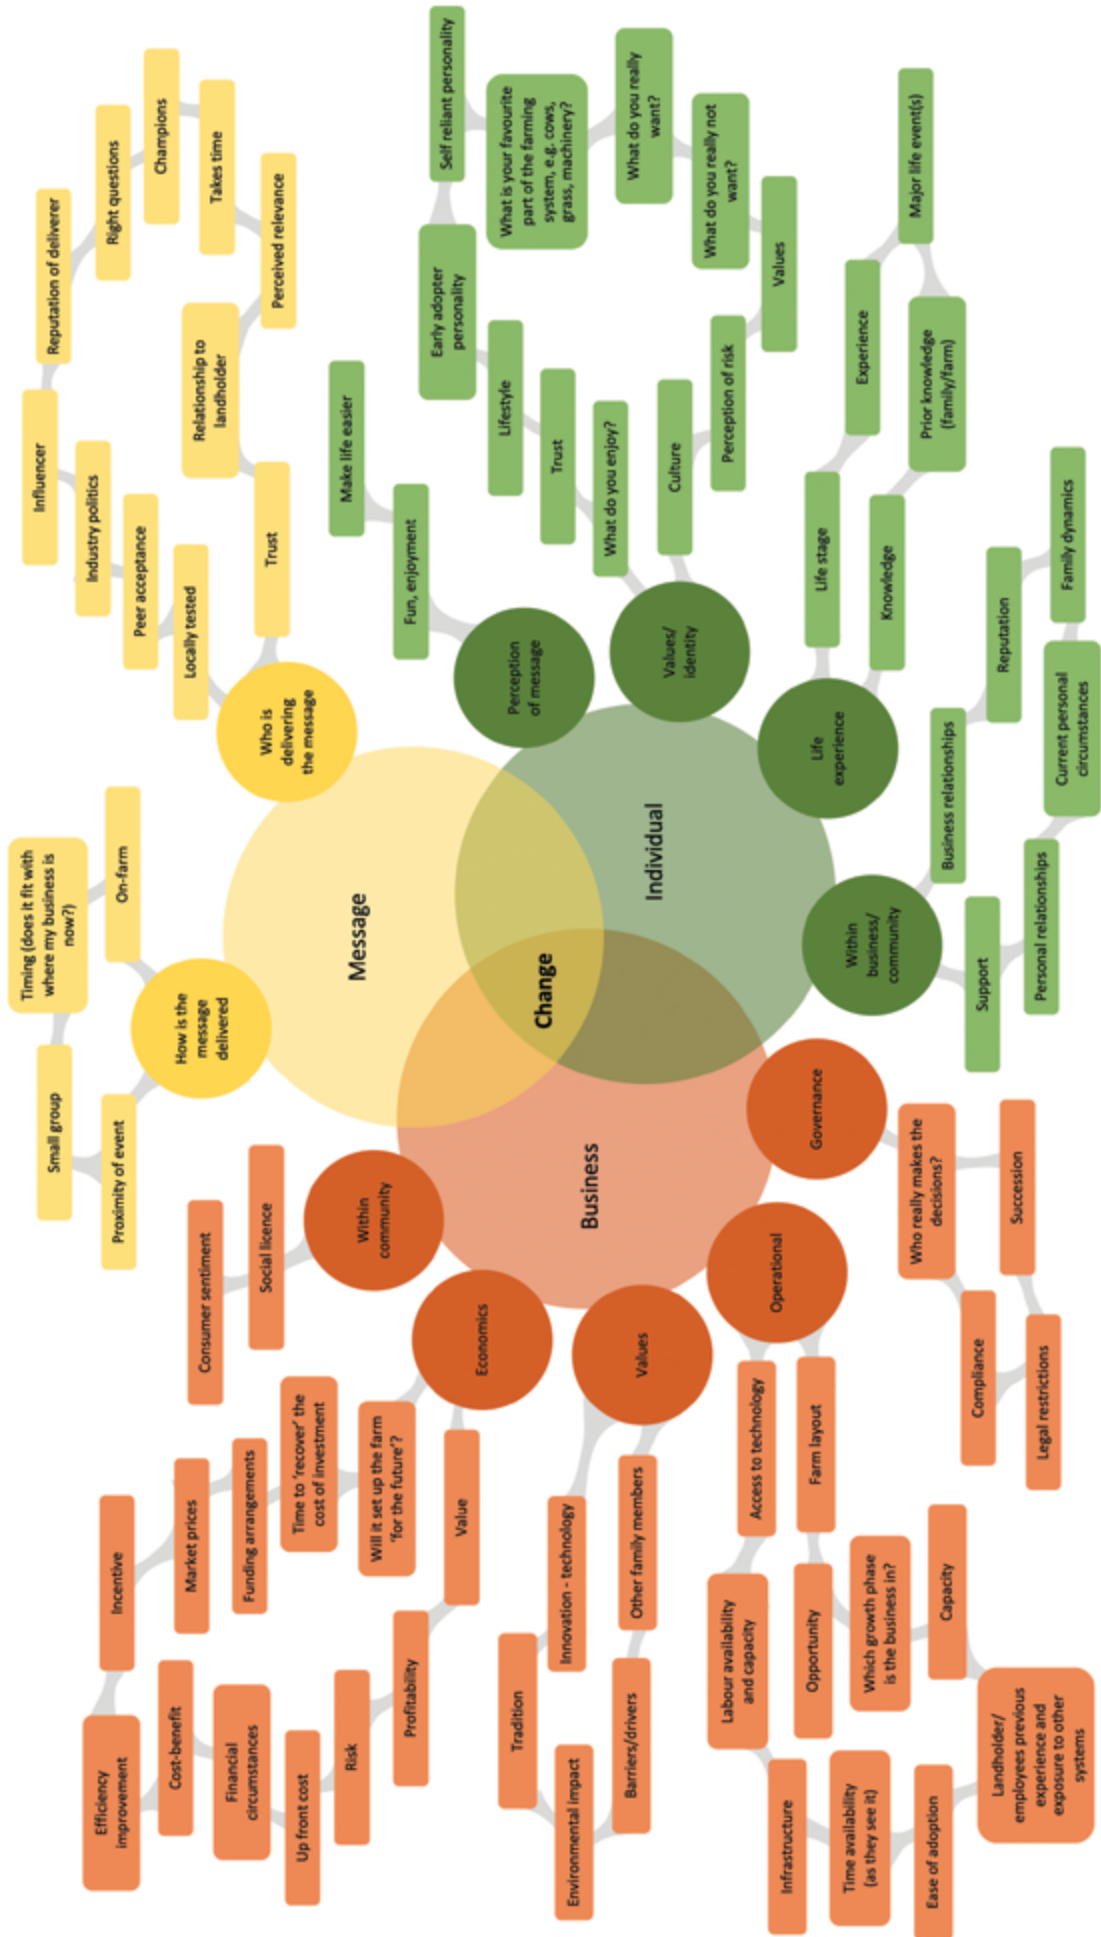 Change
Message
Who is
delivering
the message
Locally tested
Peer acceptance
Industry politics
Influencer
Reputation of deliverer
Right questions
Champions
Takes time
Perceived relevance
Relationship to
landholder
Trust
How is the
message
delivered
On-farm
Timing (does it fit with
where my business is
now?)
Small group
Proximity of event
Individual
Perception
of message
Fun, enjoyment
Make life easier
Values/
identity
What do you enjoy?
Trust
Lifestyle
Early adopter
personality
Self reliant personality
What is your favourite
part of the farming
system, e.g. cows,
grass, machinery?
What do you really
want?
What do you really not
want?
Values
Perception of risk
Culture
Life
experience
Life stage
Experience
Major life event(s)
Prior knowledge
(family/farm)
Knowledge
Within
business/
community
Business relationships
Reputation
Family dynamics
Current personal
circumstances
Personal relationships
Support
Business
Within
community
Social licence
Consumer sentiment
Economics
Will it set up the farm
'for the future'?
Time to 'recover' the
cost of investment
Funding arrangements
Market prices
Incentive
Efficiency
improvement
Cost-benefit
Financial
circumstances
Up front cost
Risk
Profitability
Value
Values
Innovation - technology
Tradition
Environmental impact
Barriers/drivers
Other family members
Operational
Access to technology
Labour availability
and capacity
Infrastructure
Time availability
(as they see it)
Ease of adoption
Landholder/
employees previous
experience and
exposure to other
systems
Capacity
Which growth phase
is the business in?
Opportunity
Farm layout
Governance
Who really makes the
decisions?
Succession
Compliance
Legal restrictions